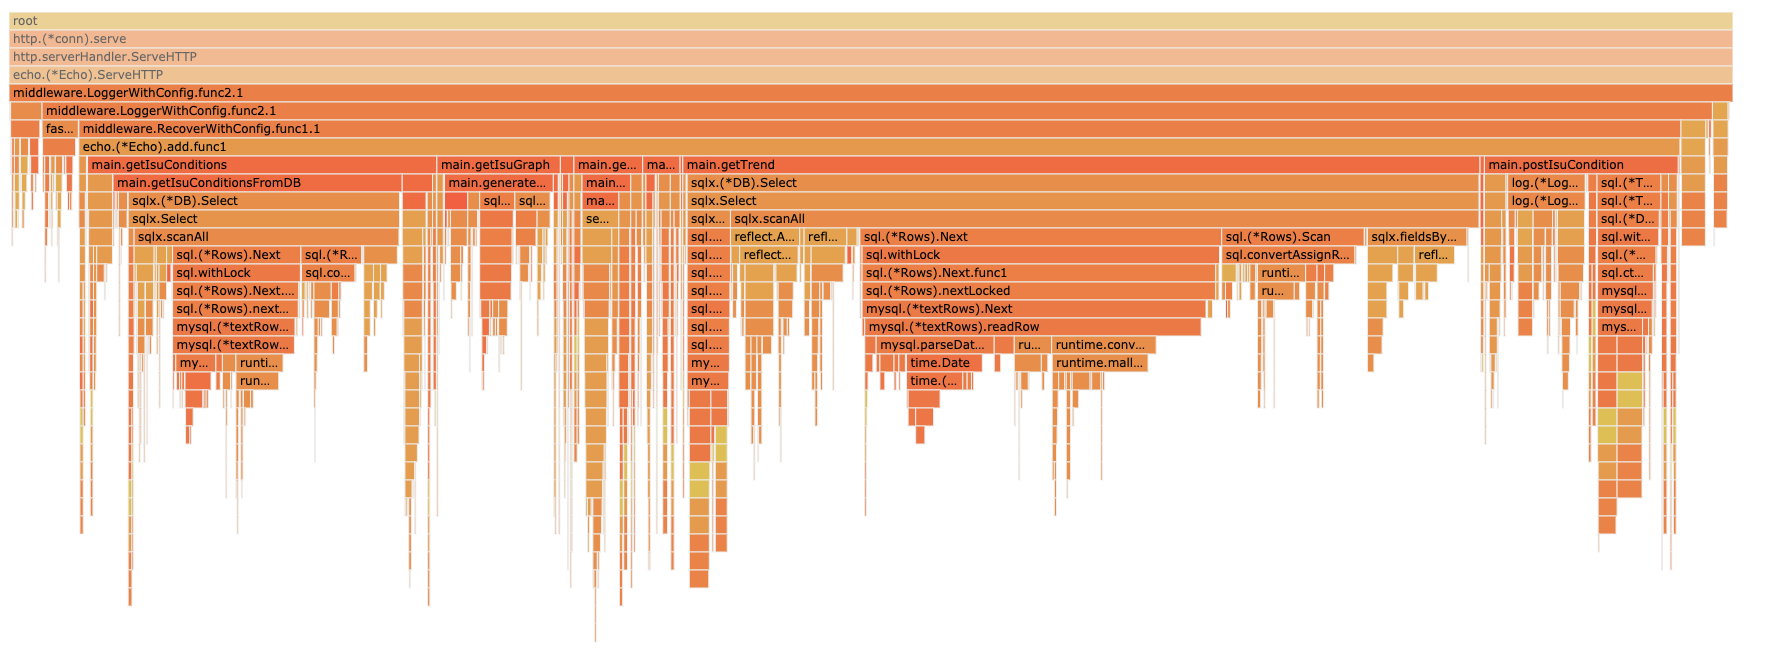 root
http.(*conn).serve
http.serverHandler.ServeHTTP
echo.(*Echo).ServeHTTP
middleware.LoggerWithConfig.func2.1
middleware.LoggerWithConfig.func2.1
fas... middleware.RecoverWithConfig.func1.1
echo.(*Echo).add.func1
main.getIsuConditions main.getIsuGraph main.ge... ma... main.getTrend main.postIsuCondition
main.getIsuConditionsFromDB main.generate... main... sqlx.(*DB).Select log.(*Log... sql.(*T...
sqlx.(*DB).Select sql... sql... ma... sqlx.Select log.(*Log... sql.(*T...
sqlx.Select se... sqlx... sqlx.scanAll sql.(*D...
sqlx.scanAll sql.... reflect.A... refl... sql.(*Rows).Next sql.(*Rows).Scan sqlx.fieldsBy... sql.wit...
sql.(*Rows).Next sql.(*R... sql.... reflect... sql.withLock sql.convertAssignR... refl... sql.(*...
sql.withLock sql.co... sql.... sql.(*Rows).Next.func1 runti... sql.ct...
sql.(*Rows).Next.... sql.... sql.(*Rows).nextLocked ru... mysql...
sql.(*Rows).next... sql.... mysql.(*textRows).Next mysql...
mysql.(*textRow... sql.... mysql.(*textRows).readRow mys...
mysql.(*textRow... sql.... mysql.parseDat... ru... runtime.conv...
my... runti... my... time.Date runtime.mall...
run... my... time.(...